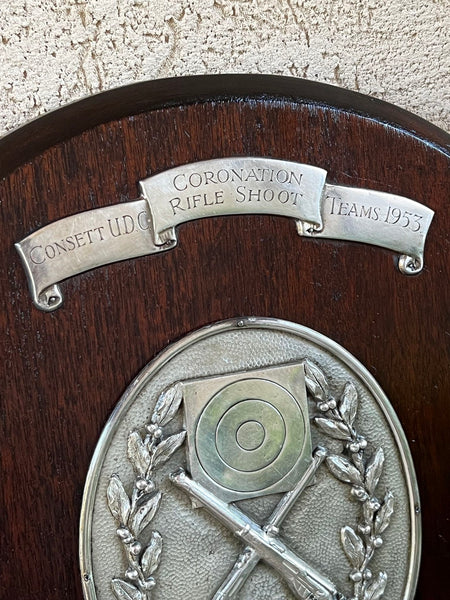 CONSETT U.D.C
CORONATION
RIFLE SHOOT
TEAMS·1953.